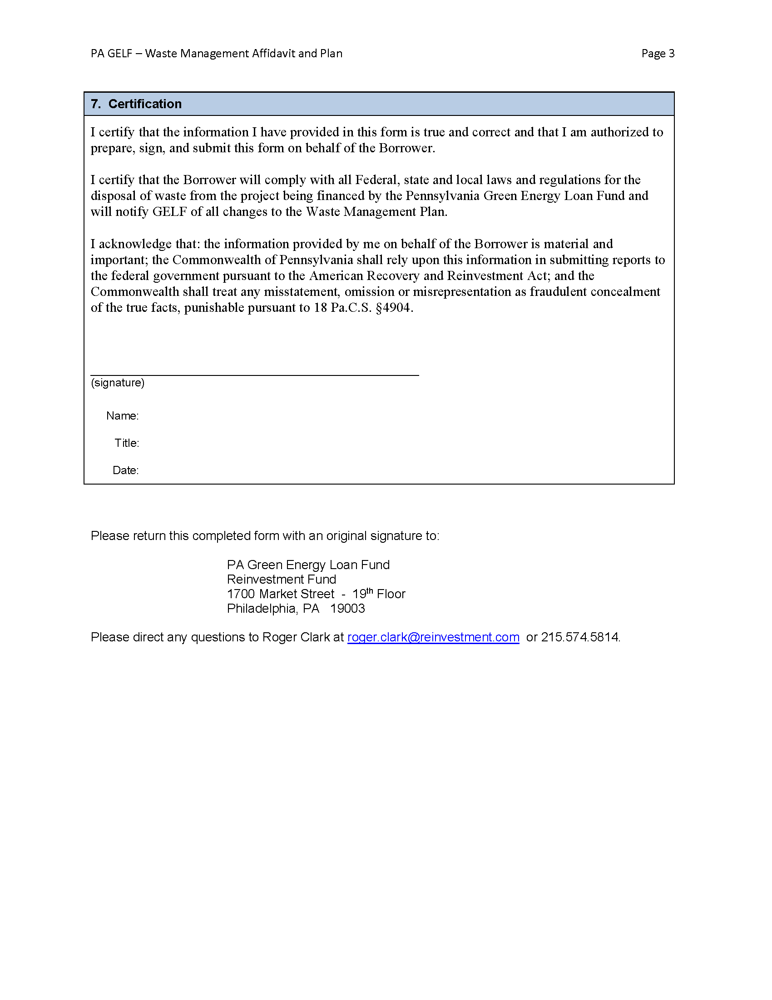 PA GELF – Waste Management Affidavit and Plan Page 3
7. Certification
I certify that the information I have provided in this form is true and correct and that I am authorized to
prepare, sign, and submit this form on behalf of the Borrower.
I certify that the Borrower will comply with all Federal, state and local laws and regulations for the
disposal of waste from the project being financed by the Pennsylvania Green Energy Loan Fund and
will notify GELF of all changes to the Waste Management Plan.
I acknowledge that: the information provided by me on behalf of the Borrower is material and
important; the Commonwealth of Pennsylvania shall rely upon this information in submitting reports to
the federal government pursuant to the American Recovery and Reinvestment Act; and the
Commonwealth shall treat any misstatement, omission or misrepresentation as fraudulent concealment
of the true facts, punishable pursuant to 18 Pa.C.S. §4904.
(signature)
Name:
Title:
Date:
Please return this completed form with an original signature to:
PA Green Energy Loan Fund
Reinvestment Fund
1700 Market Street - 19th Floor
Philadelphia, PA 19003
Please direct any questions to Roger Clark at roger.clark@reinvestment.com or 215.574.5814.